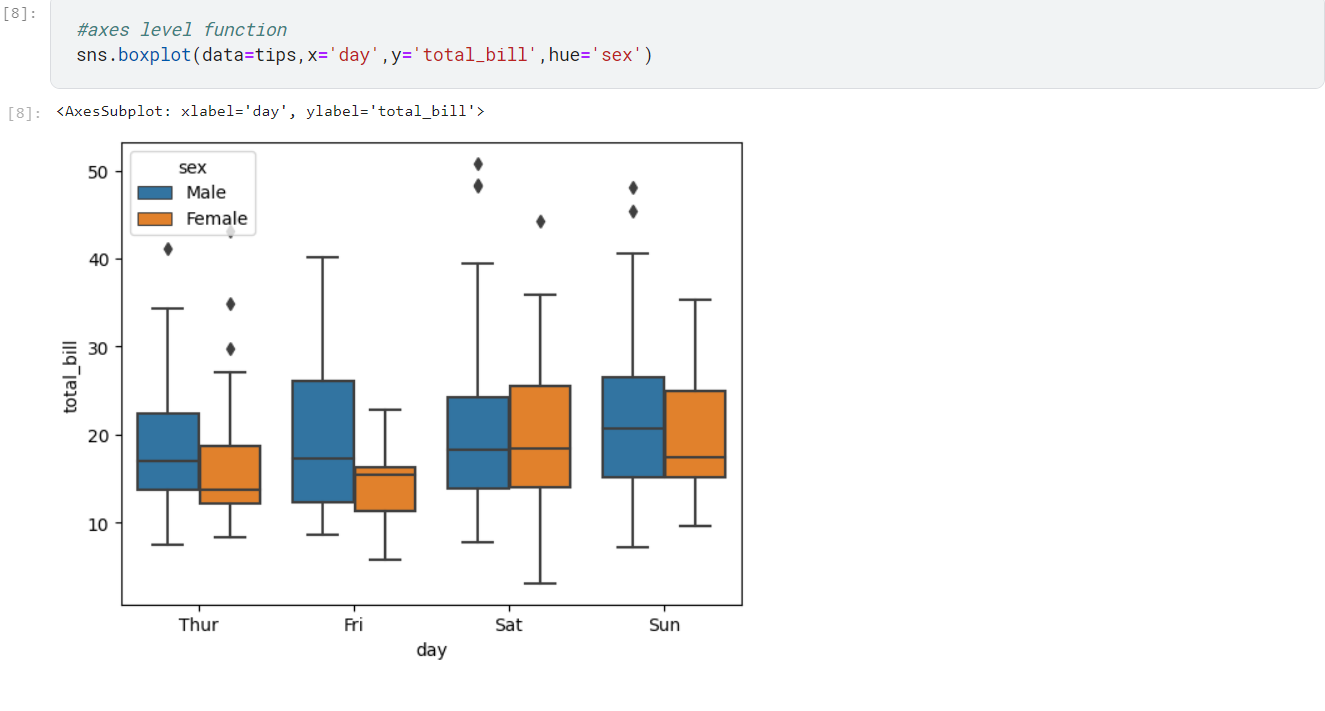 [8]:
#axes level function
sns.boxplot(data=tips,x='day',y='total_bill',hue='sex')
[8]: <AxesSubplot: xlabel='day', ylabel='total_bill'>
sex
Male
Female
50
40
30
20
10
total_bill
Thur Fri Sat Sun
day